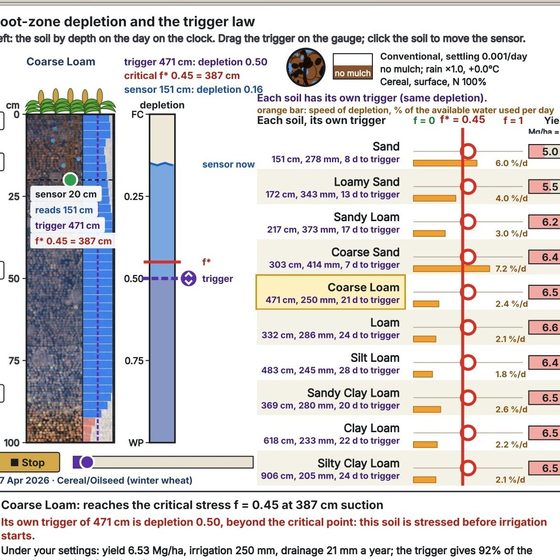 oot-zone depletion and the trigger law
eft: the soil by depth on the day on the clock. Drag the trigger on the gauge; click the soil to move the sensor.
Coarse Loam
trigger 471 cm: depletion 0.50
critical f* 0.45 = 387 cm
sensor 151 cm: depletion 0.16
no mulch
Conventional, settling 0.001/day
no mulch; rain ×1.0, +0.0°C
Cereal, surface, N 100%
Each soil has its own trigger (same depletion).
orange bar: speed of depletion, % of the available water used per day
Each soil, its own trigger
f = 0 f* = 0.45 f = 1
Yie
Mg/ha =
cm
depletion
0
25
50
75
100
FC
0.25
0.50
0.75
WP
sensor now
f*
trigger
sensor 20 cm
reads 151 cm
trigger 471 cm
f* 0.45 = 387 cm
Sand
151 cm, 278 mm, 8 d to trigger
6.0 %/d
5.0
Loamy Sand
172 cm, 343 mm, 13 d to trigger
4.0 %/d
5.5
Sandy Loam
217 cm, 373 mm, 17 d to trigger
3.0 %/d
6.2
Coarse Sand
303 cm, 414 mm, 7 d to trigger
7.2 %/d
6.4
Coarse Loam
471 cm, 250 mm, 21 d to trigger
2.4 %/d
6.5
Loam
332 cm, 286 mm, 24 d to trigger
2.1 %/d
6.6
Silt Loam
483 cm, 245 mm, 28 d to trigger
1.8 %/d
6.4
Sandy Clay Loam
369 cm, 280 mm, 20 d to trigger
2.6 %/d
6.5
Clay Loam
618 cm, 233 mm, 22 d to trigger
2.2 %/d
6.5
Silty Clay Loam
906 cm, 205 mm, 24 d to trigger
2.1 %/d
6.5
Stop
7 Apr 2026 · Cereal/Oilseed (winter wheat)
Coarse Loam: reaches the critical stress f = 0.45 at 387 cm suction
Its own trigger of 471 cm is depletion 0.50, beyond the critical point: this soil is stressed before irrigation
starts.
Under your settings: yield 6.53 Mg/ha, irrigation 250 mm, drainage 21 mm a year; the trigger gives 92% of the